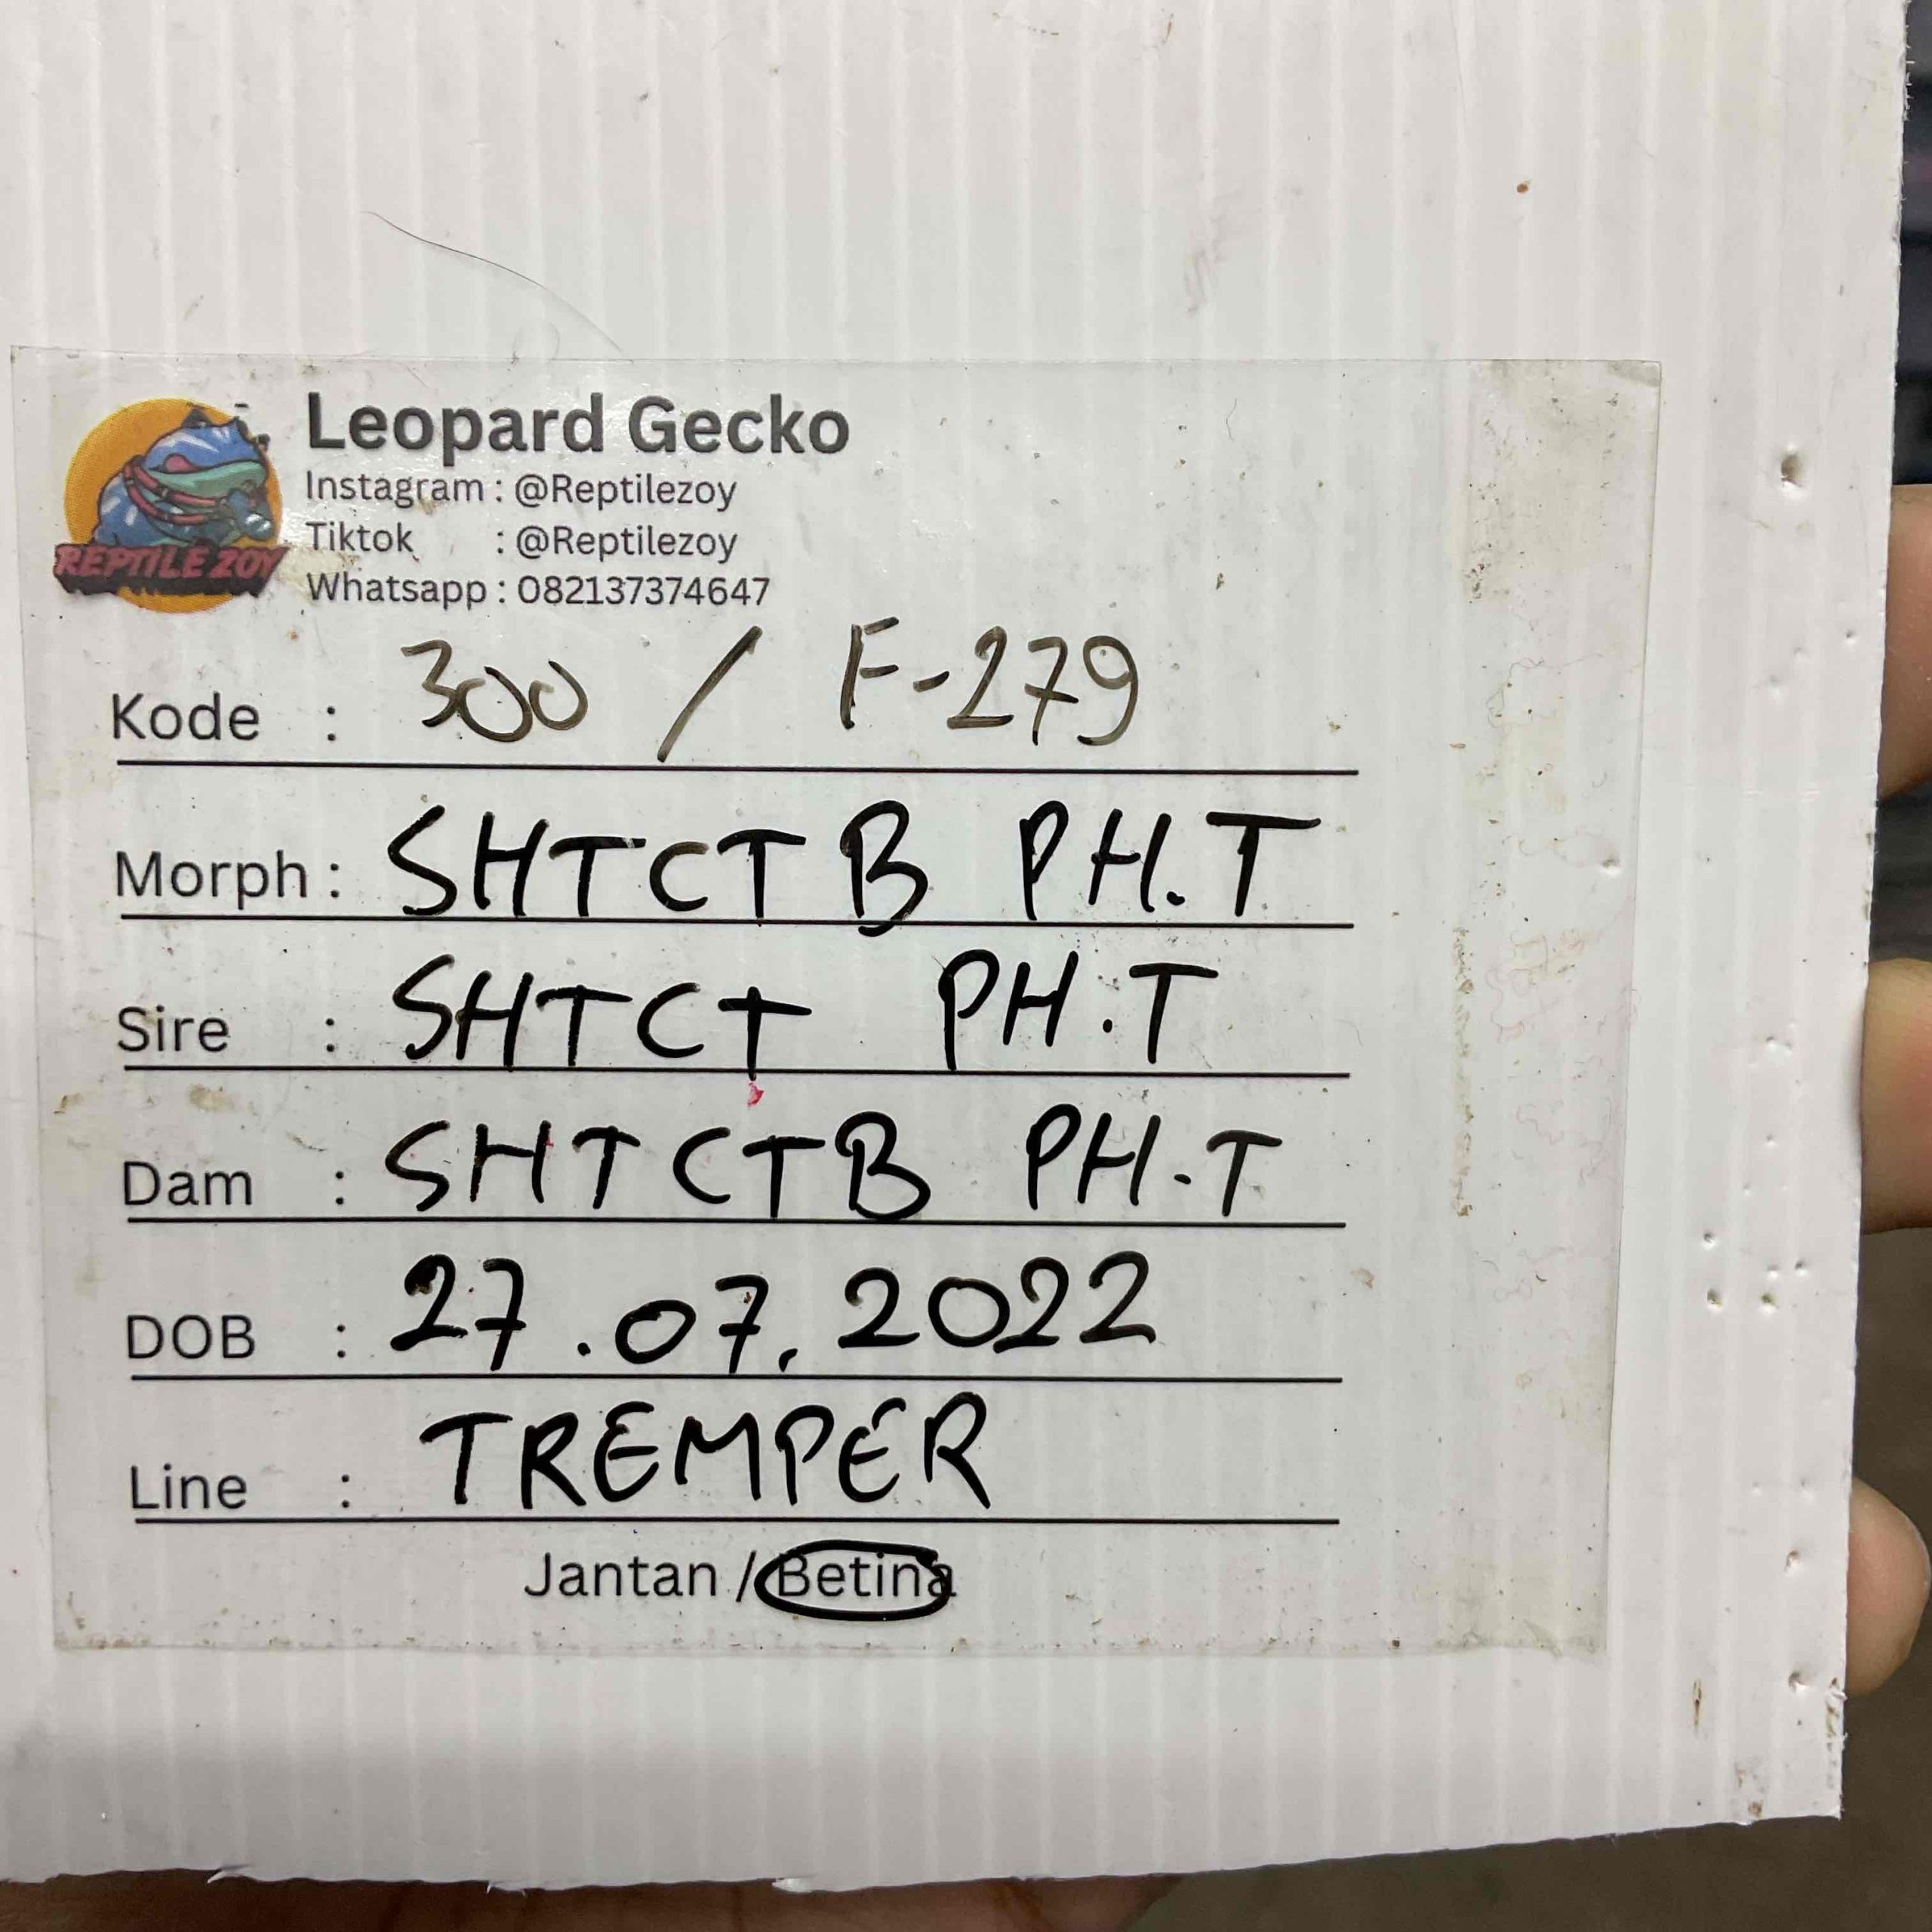 REPTILE ZOY
Leopard Gecko
Instagram : @Reptilezoy
Tiktok : @Reptilezoy
Whatsapp : 082137374647
Kode : 300 / F-279
Morph : SHTCTB PH.T
Sire : SHTCT PH.T
Dam : SHTCTB PH.T
DOB : 27.07.2022
Line : TREMPER
Jantan / Betina